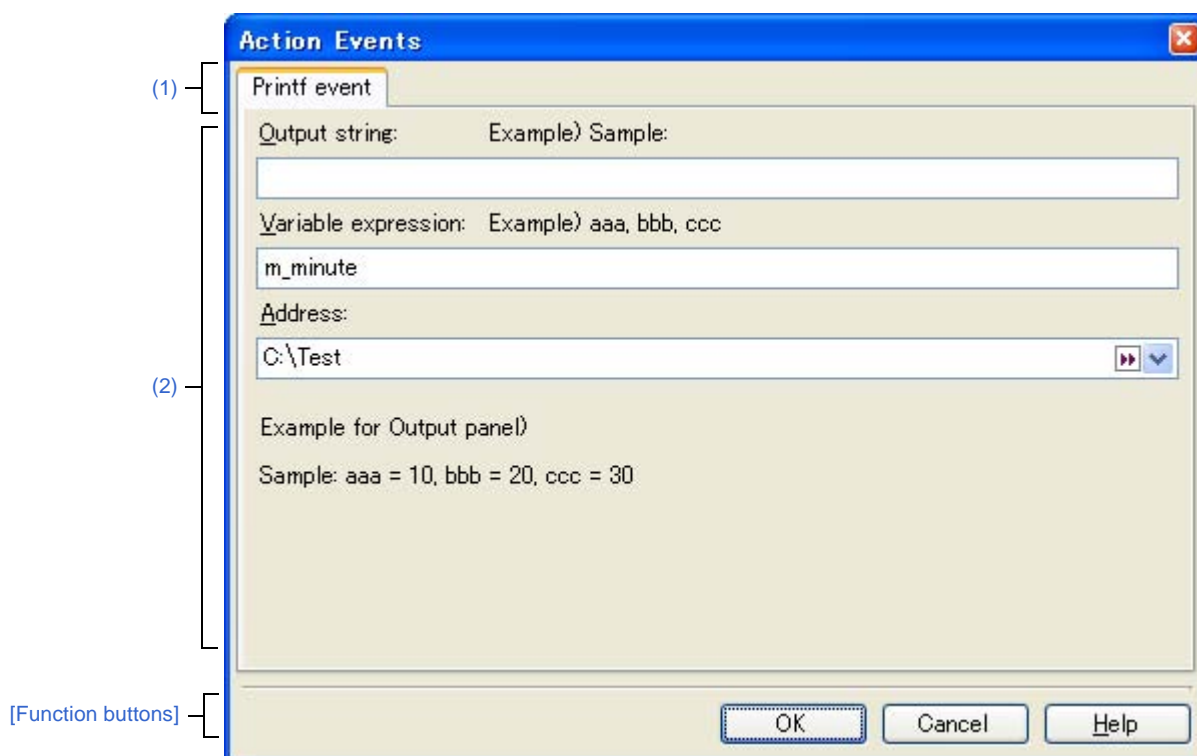 Action Events
(1)
Printf event
Output string: Example) Sample:
Variable expression: Example) aaa, bbb, ccc
m_minute
Address:
C:\Test
(2)
Example for Output panel)
Sample: aaa = 10, bbb = 20, ccc = 30
[Function buttons]
OK Cancel Help